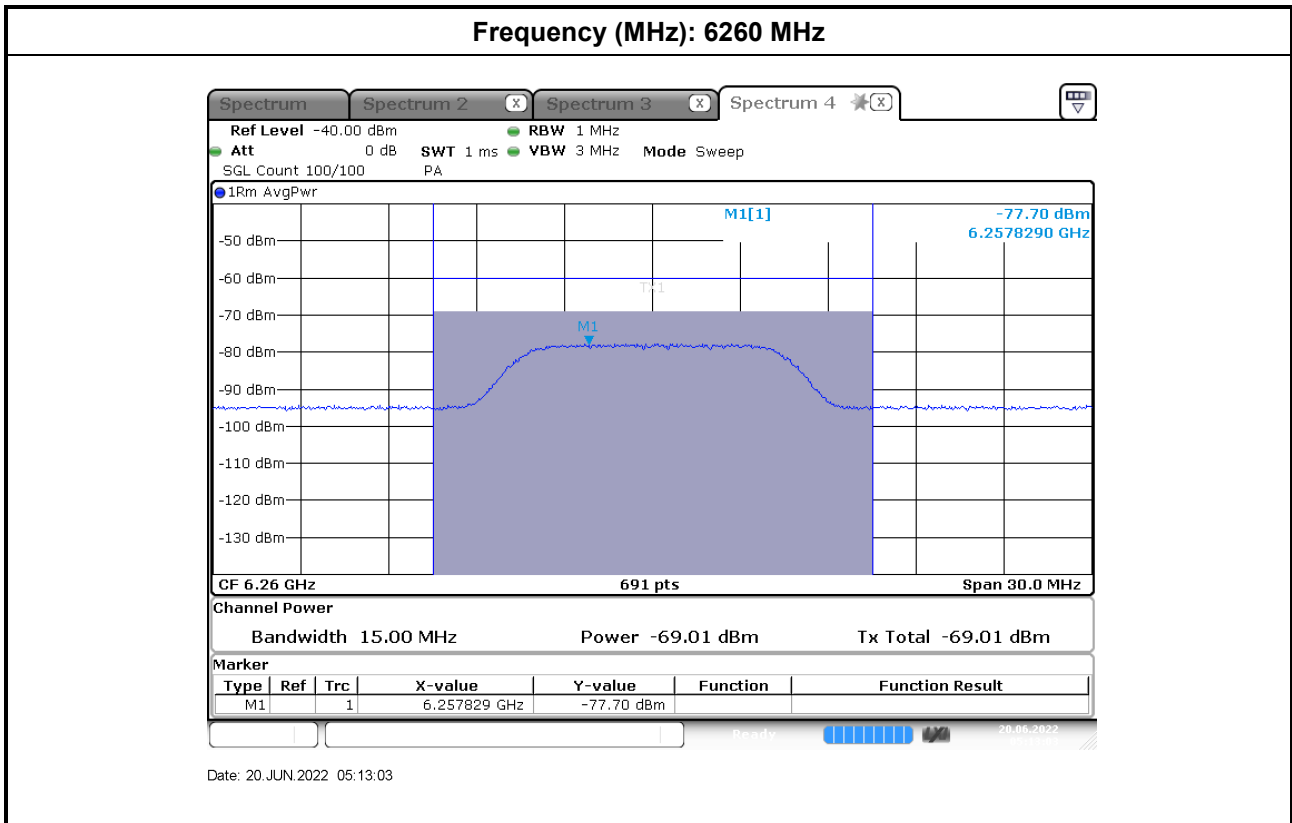 Frequency (MHz): 6260 MHz
Spectrum Spectrum 2 X Spectrum 3 X Spectrum 4 X
Ref Level -40.00 dBm RBW 1 MHz
Att 0 dB SWT 1 ms VBW 3 MHz Mode Sweep
SGL Count 100/100 PA
1Rm AvgPwr
M1[1] -77.70 dBm
6.2578290 GHz
-50 dBm
-60 dBm
TX1
-70 dBm
M1
-80 dBm
-90 dBm
-100 dBm
-110 dBm
-120 dBm
-130 dBm
CF 6.26 GHz 691 pts Span 30.0 MHz
Channel Power
Bandwidth 15.00 MHz Power -69.01 dBm Tx Total -69.01 dBm
Marker
Type Ref Trc X-value Y-value Function Function Result
M1 1 6.257829 GHz -77.70 dBm
Ready 20.06.2022
Date: 20.JUN.2022 05:13:03